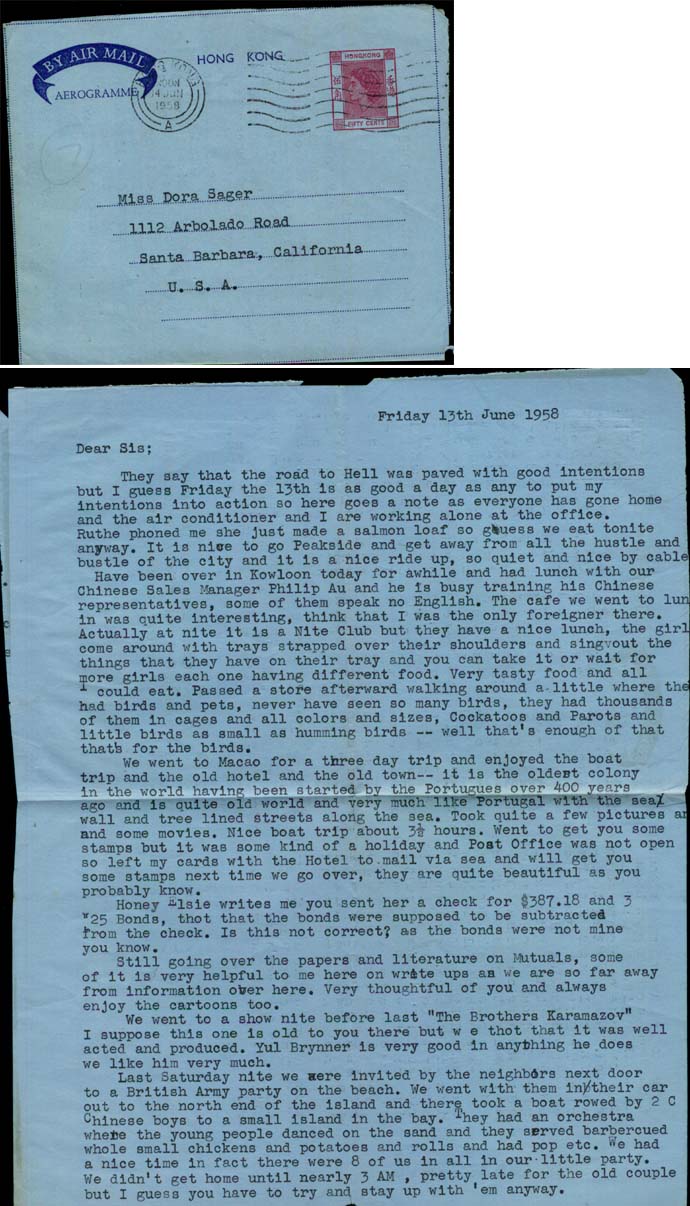 BY AIR MAIL
AEROGRAMME
HONG KONG
NOON
14 JUN
1958
A
HONGKONG
FIFTY CENTS
Miss Dora Sager
1112 Arbolado Road
Santa Barbara, California
U. S. A.
Friday 13th June 1958
Dear Sis;
They say that the road to Hell was paved with good intentions
but I guess Friday the 13th is as good a day as any to put my
intentions into action so here goes a note as everyone has gone home
and the air conditioner and I are working alone at the office.
Ruthe phoned me she just made a salmon loaf so guess we eat tonite
anyway. It is nice to go Peakside and get away from all the hustle and
bustle of the city and it is a nice ride up, so quiet and nice by cable
Have been over in Kowloon today for awhile and had lunch with our
Chinese Sales Manager Philip Au and he is busy training his Chinese
representatives, some of them speak no English. The cafe we went to lun
in was quite interesting, think that I was the only foreigner there.
Actually at nite it is a Nite Club but they have a nice lunch, the girl
come around with trays strapped over their shoulders and singvout the
things that they have on their tray and you can take it or wait for
more girls each one having different food. Very tasty food and all
I could eat. Passed a store afterward walking around a little where the
had birds and pets, never have seen so many birds, they had thousands
of them in cages and all colors and sizes, Cockatoos and Parots and
little birds as small as humming birds -- well that's enough of that
that's for the birds.
We went to Macao for a three day trip and enjoyed the boat
trip and the old hotel and the old town-- it is the oldest colony
in the world having been started by the Portugues over 400 years
ago and is quite old world and very much like Portugal with the sea/
wall and tree lined streets along the sea. Took quite a few pictures an
and some movies. Nice boat trip about 3½ hours. Went to get you some
stamps but it was some kind of a holiday and Post Office was not open
so left my cards with the Hotel to mail via sea and will get you
some stamps next time we go over, they are quite beautiful as you
probably know.
Honey Elsie writes me you sent her a check for $387.18 and 3
"25 Bonds, thot that the bonds were supposed to be subtracted
from the check. Is this not correct? as the bonds were not mine
you know.
Still going over the papers and literature on Mutuals, some
of it is very helpful to me here on write ups as we are so far away
from information over here. Very thoughtful of you and always
enjoy the cartoons too.
We went to a show nite before last "The Brothers Karamazov"
I suppose this one is old to you there but w e thot that it was well
acted and produced. Yul Brynner is very good in anything he does
we like him very much.
Last Saturday nite we were invited by the neighbors next door
to a British Army party on the beach. We went with them in/their car
out to the north end of the island and there took a boat rowed by 2 C
Chinese boys to a small island in the bay. They had an orchestra
where the young people danced on the sand and they served barbercued
whole small chickens and potatoes and rolls and had pop etc. We had
a nice time in fact there were 8 of us in all in our little party.
We didn't get home until nearly 3 AM , pretty late for the old couple
but I guess you have to try and stay up with 'em anyway.